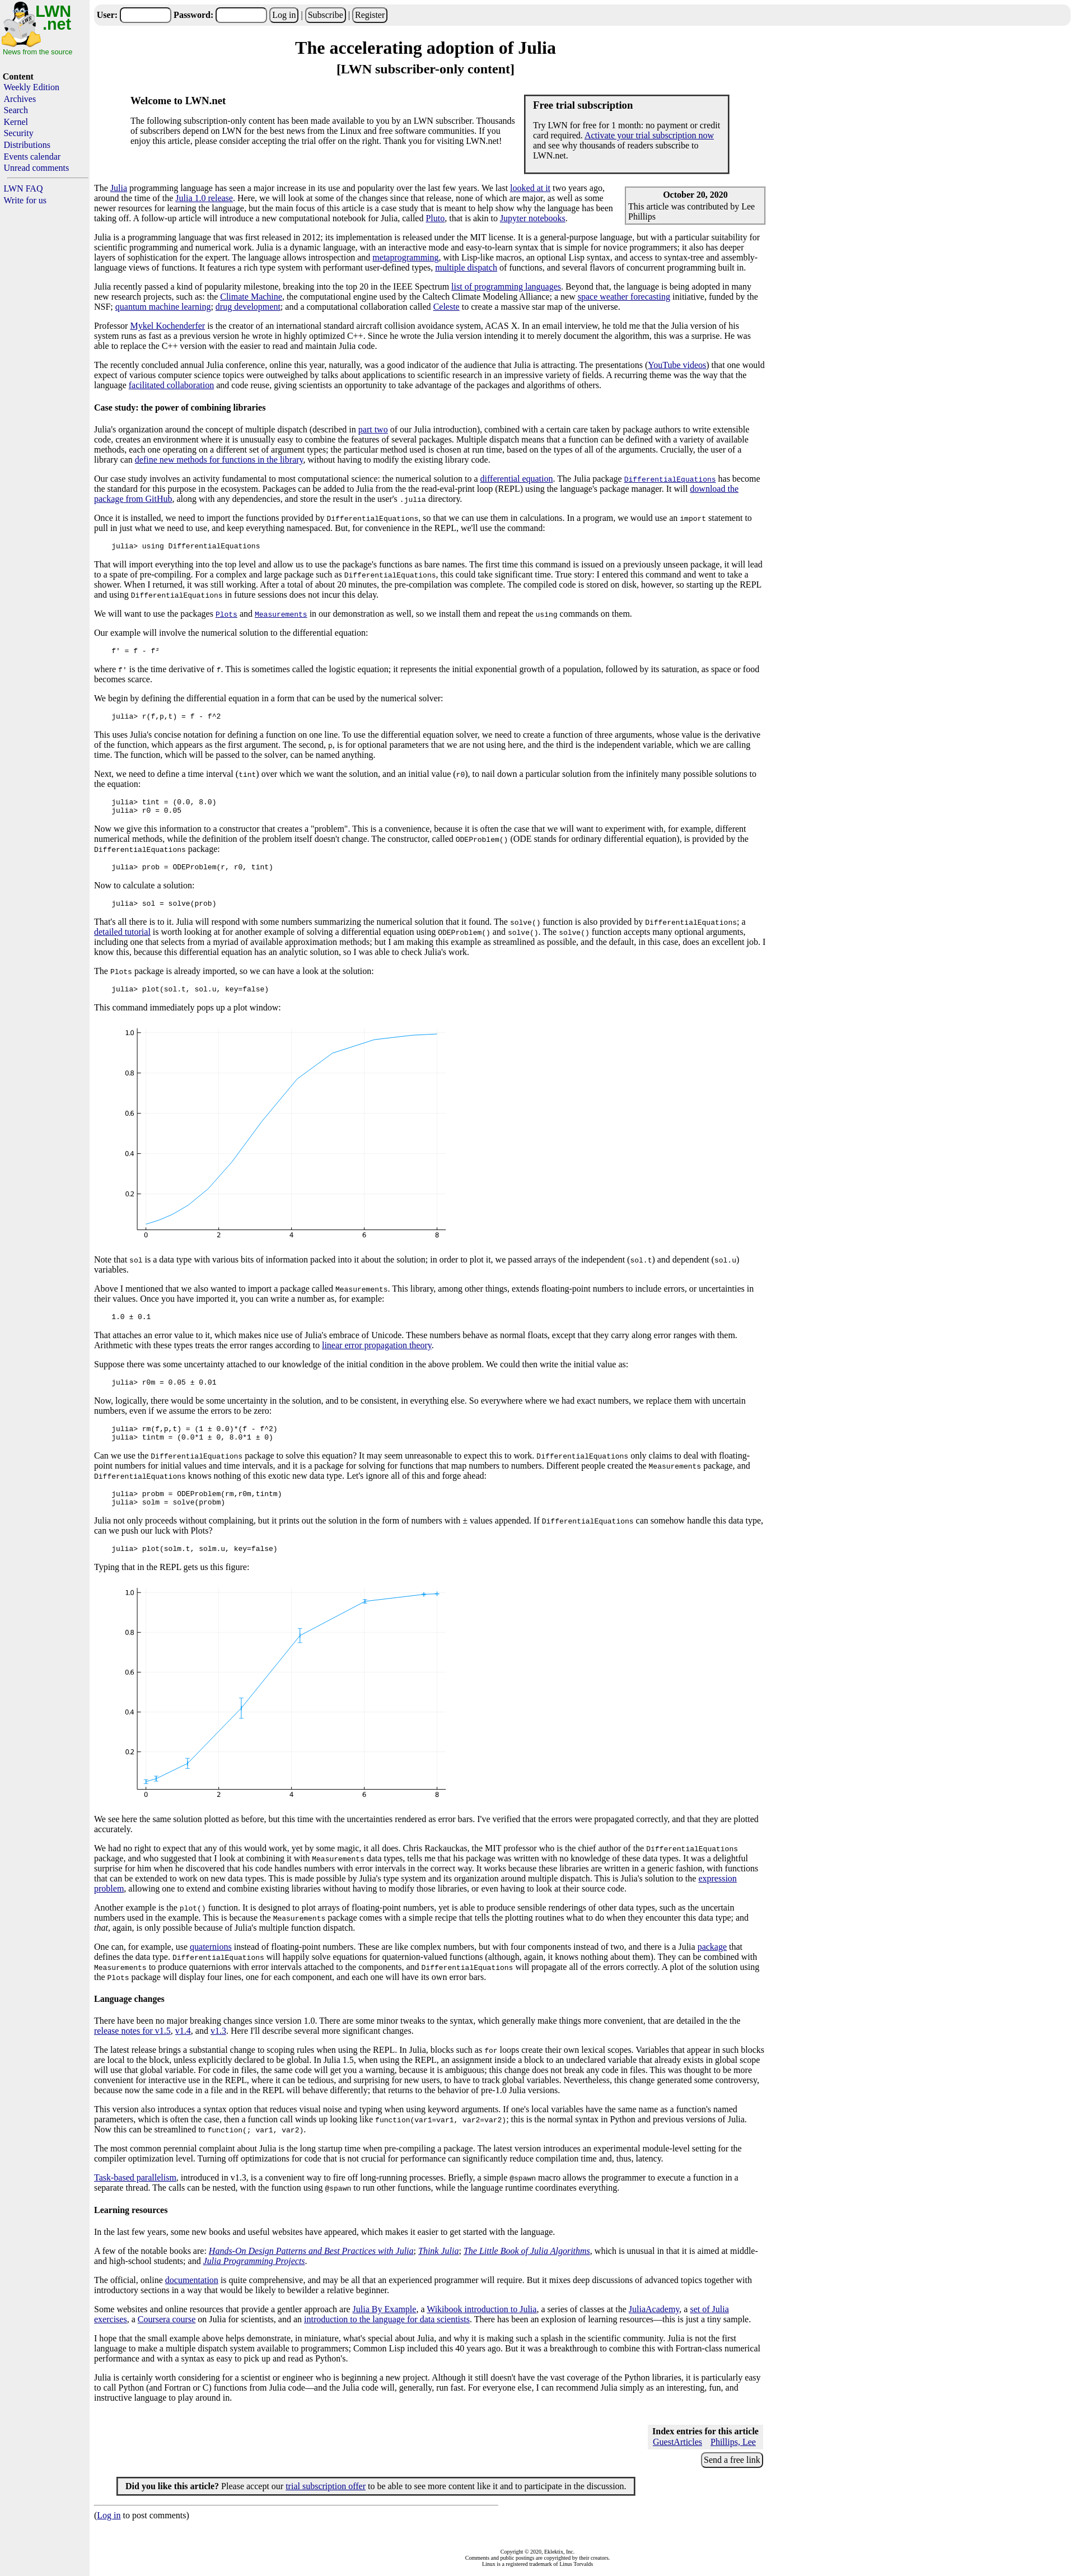 LWN
.net
News from the source
Content
Weekly Edition
Archives
Search
Kernel
Security
Distributions
Events calendar
Unread comments
LWN FAQ
Write for us
User: Password: Log in | Subscribe | Register
The accelerating adoption of Julia
[LWN subscriber-only content]
Welcome to LWN.net
The following subscription-only content has been made available to you by an LWN subscriber. Thousands
of subscribers depend on LWN for the best news from the Linux and free software communities. If you
enjoy this article, please consider accepting the trial offer on the right. Thank you for visiting LWN.net!
Free trial subscription
Try LWN for free for 1 month: no payment or credit
card required. Activate your trial subscription now
and see why thousands of readers subscribe to
LWN.net.
The Julia programming language has seen a major increase in its use and popularity over the last few years. We last looked at it two years ago,
around the time of the Julia 1.0 release. Here, we will look at some of the changes since that release, none of which are major, as well as some
newer resources for learning the language, but the main focus of this article is a case study that is meant to help show why the language has been
taking off. A follow-up article will introduce a new computational notebook for Julia, called Pluto, that is akin to Jupyter notebooks.
October 20, 2020
This article was contributed by Lee
Phillips
Julia is a programming language that was first released in 2012; its implementation is released under the MIT license. It is a general-purpose language, but with a particular suitability for
scientific programming and numerical work. Julia is a dynamic language, with an interactive mode and easy-to-learn syntax that is simple for novice programmers; it also has deeper
layers of sophistication for the expert. The language allows introspection and metaprogramming, with Lisp-like macros, an optional Lisp syntax, and access to syntax-tree and assembly-
language views of functions. It features a rich type system with performant user-defined types, multiple dispatch of functions, and several flavors of concurrent programming built in.
Julia recently passed a kind of popularity milestone, breaking into the top 20 in the IEEE Spectrum list of programming languages. Beyond that, the language is being adopted in many
new research projects, such as: the Climate Machine, the computational engine used by the Caltech Climate Modeling Alliance; a new space weather forecasting initiative, funded by the
NSF; quantum machine learning; drug development; and a computational collaboration called Celeste to create a massive star map of the universe.
Professor Mykel Kochenderfer is the creator of an international standard aircraft collision avoidance system, ACAS X. In an email interview, he told me that the Julia version of his
system runs as fast as a previous version he wrote in highly optimized C++. Since he wrote the Julia version intending it to merely document the algorithm, this was a surprise. He was
able to replace the C++ version with the easier to read and maintain Julia code.
The recently concluded annual Julia conference, online this year, naturally, was a good indicator of the audience that Julia is attracting. The presentations (YouTube videos) that one would
expect of various computer science topics were outweighed by talks about applications to scientific research in an impressive variety of fields. A recurring theme was the way that the
language facilitated collaboration and code reuse, giving scientists an opportunity to take advantage of the packages and algorithms of others.
Case study: the power of combining libraries
Julia's organization around the concept of multiple dispatch (described in part two of our Julia introduction), combined with a certain care taken by package authors to write extensible
code, creates an environment where it is unusually easy to combine the features of several packages. Multiple dispatch means that a function can be defined with a variety of available
methods, each one operating on a different set of argument types; the particular method used is chosen at run time, based on the types of all of the arguments. Crucially, the user of a
library can define new methods for functions in the library, without having to modify the existing library code.
Our case study involves an activity fundamental to most computational science: the numerical solution to a differential equation. The Julia package DifferentialEquations has become
the standard for this purpose in the ecosystem. Packages can be added to Julia from the the read-eval-print loop (REPL) using the language's package manager. It will download the
package from GitHub, along with any dependencies, and store the result in the user's .julia directory.
Once it is installed, we need to import the functions provided by DifferentialEquations, so that we can use them in calculations. In a program, we would use an import statement to
pull in just what we need to use, and keep everything namespaced. But, for convenience in the REPL, we'll use the command:
julia> using DifferentialEquations
That will import everything into the top level and allow us to use the package's functions as bare names. The first time this command is issued on a previously unseen package, it will lead
to a spate of pre-compiling. For a complex and large package such as DifferentialEquations, this could take significant time. True story: I entered this command and went to take a
shower. When I returned, it was still working. After a total of about 20 minutes, the pre-compilation was complete. The compiled code is stored on disk, however, so starting up the REPL
and using DifferentialEquations in future sessions does not incur this delay.
We will want to use the packages Plots and Measurements in our demonstration as well, so we install them and repeat the using commands on them.
Our example will involve the numerical solution to the differential equation:
f' = f - f²
where f' is the time derivative of f. This is sometimes called the logistic equation; it represents the initial exponential growth of a population, followed by its saturation, as space or food
becomes scarce.
We begin by defining the differential equation in a form that can be used by the numerical solver:
julia> r(f,p,t) = f - f^2
This uses Julia's concise notation for defining a function on one line. To use the differential equation solver, we need to create a function of three arguments, whose value is the derivative
of the function, which appears as the first argument. The second, p, is for optional parameters that we are not using here, and the third is the independent variable, which we are calling
time. The function, which will be passed to the solver, can be named anything.
Next, we need to define a time interval (tint) over which we want the solution, and an initial value (r0), to nail down a particular solution from the infinitely many possible solutions to
the equation:
julia> tint = (0.0, 8.0)
julia> r0 = 0.05
Now we give this information to a constructor that creates a "problem". This is a convenience, because it is often the case that we will want to experiment with, for example, different
numerical methods, while the definition of the problem itself doesn't change. The constructor, called ODEProblem() (ODE stands for ordinary differential equation), is provided by the
DifferentialEquations package:
julia> prob = ODEProblem(r, r0, tint)
Now to calculate a solution:
julia> sol = solve(prob)
That's all there is to it. Julia will respond with some numbers summarizing the numerical solution that it found. The solve() function is also provided by DifferentialEquations; a
detailed tutorial is worth looking at for another example of solving a differential equation using ODEProblem() and solve(). The solve() function accepts many optional arguments,
including one that selects from a myriad of available approximation methods; but I am making this example as streamlined as possible, and the default, in this case, does an excellent job. I
know this, because this differential equation has an analytic solution, so I was able to check Julia's work.
The Plots package is already imported, so we can have a look at the solution:
julia> plot(sol.t, sol.u, key=false)
This command immediately pops up a plot window:
1.0
0.8
0.6
0.4
0.2
0 2 4 6 8
Note that sol is a data type with various bits of information packed into it about the solution; in order to plot it, we passed arrays of the independent (sol.t) and dependent (sol.u)
variables.
Above I mentioned that we also wanted to import a package called Measurements. This library, among other things, extends floating-point numbers to include errors, or uncertainties in
their values. Once you have imported it, you can write a number as, for example:
1.0 ± 0.1
That attaches an error value to it, which makes nice use of Julia's embrace of Unicode. These numbers behave as normal floats, except that they carry along error ranges with them.
Arithmetic with these types treats the error ranges according to linear error propagation theory.
Suppose there was some uncertainty attached to our knowledge of the initial condition in the above problem. We could then write the initial value as:
julia> r0m = 0.05 ± 0.01
Now, logically, there would be some uncertainty in the solution, and to be consistent, in everything else. So everywhere where we had exact numbers, we replace them with uncertain
numbers, even if we assume the errors to be zero:
julia> rm(f,p,t) = (1 ± 0.0)*(f - f^2)
julia> tintm = (0.0*1 ± 0, 8.0*1 ± 0)
Can we use the DifferentialEquations package to solve this equation? It may seem unreasonable to expect this to work. DifferentialEquations only claims to deal with floating-
point numbers for initial values and time intervals, and it is a package for solving for functions that map numbers to numbers. Different people created the Measurements package, and
DifferentialEquations knows nothing of this exotic new data type. Let's ignore all of this and forge ahead:
julia> probm = ODEProblem(rm,r0m,tintm)
julia> solm = solve(probm)
Julia not only proceeds without complaining, but it prints out the solution in the form of numbers with ± values appended. If DifferentialEquations can somehow handle this data type,
can we push our luck with Plots?
julia> plot(solm.t, solm.u, key=false)
Typing that in the REPL gets us this figure:
1.0
0.8
0.6
0.4
0.2
0 2 4 6 8
We see here the same solution plotted as before, but this time with the uncertainties rendered as error bars. I've verified that the errors were propagated correctly, and that they are plotted
accurately.
We had no right to expect that any of this would work, yet by some magic, it all does. Chris Rackauckas, the MIT professor who is the chief author of the DifferentialEquations
package, and who suggested that I look at combining it with Measurements data types, tells me that his package was written with no knowledge of these data types. It was a delightful
surprise for him when he discovered that his code handles numbers with error intervals in the correct way. It works because these libraries are written in a generic fashion, with functions
that can be extended to work on new data types. This is made possible by Julia's type system and its organization around multiple dispatch. This is Julia's solution to the expression
problem, allowing one to extend and combine existing libraries without having to modify those libraries, or even having to look at their source code.
Another example is the plot() function. It is designed to plot arrays of floating-point numbers, yet is able to produce sensible renderings of other data types, such as the uncertain
numbers used in the example. This is because the Measurements package comes with a simple recipe that tells the plotting routines what to do when they encounter this data type; and
that, again, is only possible because of Julia's multiple function dispatch.
One can, for example, use quaternions instead of floating-point numbers. These are like complex numbers, but with four components instead of two, and there is a Julia package that
defines the data type. DifferentialEquations will happily solve equations for quaternion-valued functions (although, again, it knows nothing about them). They can be combined with
Measurements to produce quaternions with error intervals attached to the components, and DifferentialEquations will propagate all of the errors correctly. A plot of the solution using
the Plots package will display four lines, one for each component, and each one will have its own error bars.
Language changes
There have been no major breaking changes since version 1.0. There are some minor tweaks to the syntax, which generally make things more convenient, that are detailed in the the
release notes for v1.5, v1.4, and v1.3. Here I'll describe several more significant changes.
The latest release brings a substantial change to scoping rules when using the REPL. In Julia, blocks such as for loops create their own lexical scopes. Variables that appear in such blocks
are local to the block, unless explicitly declared to be global. In Julia 1.5, when using the REPL, an assignment inside a block to an undeclared variable that already exists in global scope
will use that global variable. For code in files, the same code will get you a warning, because it is ambiguous; this change does not break any code in files. This was thought to be more
convenient for interactive use in the REPL, where it can be tedious, and surprising for new users, to have to track global variables. Nevertheless, this change generated some controversy,
because now the same code in a file and in the REPL will behave differently; that returns to the behavior of pre-1.0 Julia versions.
This version also introduces a syntax option that reduces visual noise and typing when using keyword arguments. If one's local variables have the same name as a function's named
parameters, which is often the case, then a function call winds up looking like function(var1=var1, var2=var2); this is the normal syntax in Python and previous versions of Julia.
Now this can be streamlined to function(; var1, var2).
The most common perennial complaint about Julia is the long startup time when pre-compiling a package. The latest version introduces an experimental module-level setting for the
compiler optimization level. Turning off optimizations for code that is not crucial for performance can significantly reduce compilation time and, thus, latency.
Task-based parallelism, introduced in v1.3, is a convenient way to fire off long-running processes. Briefly, a simple @spawn macro allows the programmer to execute a function in a
separate thread. The calls can be nested, with the function using @spawn to run other functions, while the language runtime coordinates everything.
Learning resources
In the last few years, some new books and useful websites have appeared, which makes it easier to get started with the language.
A few of the notable books are: Hands-On Design Patterns and Best Practices with Julia; Think Julia; The Little Book of Julia Algorithms, which is unusual in that it is aimed at middle-
and high-school students; and Julia Programming Projects.
The official, online documentation is quite comprehensive, and may be all that an experienced programmer will require. But it mixes deep discussions of advanced topics together with
introductory sections in a way that would be likely to bewilder a relative beginner.
Some websites and online resources that provide a gentler approach are Julia By Example, a Wikibook introduction to Julia, a series of classes at the JuliaAcademy, a set of Julia
exercises, a Coursera course on Julia for scientists, and an introduction to the language for data scientists. There has been an explosion of learning resources—this is just a tiny sample.
I hope that the small example above helps demonstrate, in miniature, what's special about Julia, and why it is making such a splash in the scientific community. Julia is not the first
language to make a multiple dispatch system available to programmers; Common Lisp included this 40 years ago. But it was a breakthrough to combine this with Fortran-class numerical
performance and with a syntax as easy to pick up and read as Python's.
Julia is certainly worth considering for a scientist or engineer who is beginning a new project. Although it still doesn't have the vast coverage of the Python libraries, it is particularly easy
to call Python (and Fortran or C) functions from Julia code—and the Julia code will, generally, run fast. For everyone else, I can recommend Julia simply as an interesting, fun, and
instructive language to play around in.
Index entries for this article
GuestArticles Phillips, Lee
Send a free link
Did you like this article? Please accept our trial subscription offer to be able to see more content like it and to participate in the discussion.
(Log in to post comments)
Copyright © 2020, Eklektix, Inc.
Comments and public postings are copyrighted by their creators.
Linux is a registered trademark of Linus Torvalds